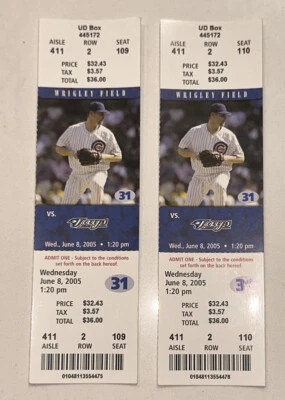 UD Box
445172
AISLE ROW SEAT
411 2 109
PRICE $32.43
TAX $3.57
TOTAL $36.00
WRIGLEY FIELD
31
VS.
Jays
Wed., June 8, 2005 • 1:20 pm
ADMIT ONE - Subject to the conditions
set forth on the back hereof.
Wednesday
June 8, 2005
1:20 pm
31
PRICE $32.43
TAX $3.57
TOTAL $36.00
411 2 109
AISLE ROW SEAT
01048113554475
UD Box
445172
AISLE ROW SEAT
411 2 110
PRICE $32.43
TAX $3.57
TOTAL $36.00
WRIGLEY FIELD
31
VS.
Jays
Wed., June 8, 2005 • 1:20 pm
ADMIT ONE - Subject to the conditions
set forth on the back hereof.
Wednesday
June 8, 2005
1:20 pm
PRICE $32.43
TAX $3.57
TOTAL $36.00
411 2 110
AISLE ROW SEAT